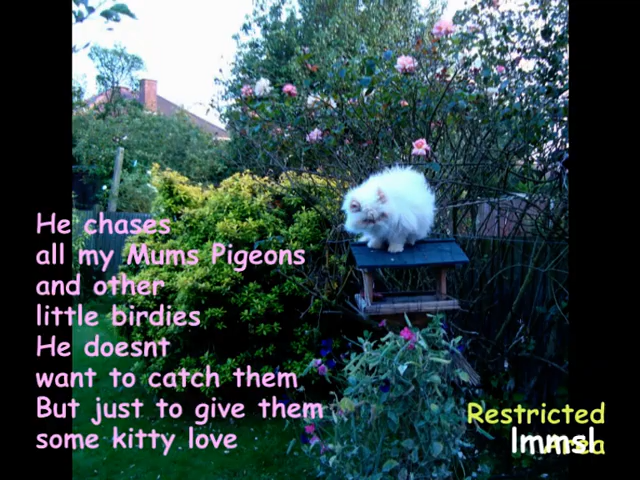 He chases
all my Mums Pigeons
and other
little birdies
He doesnt
want to catch them
But just to give them
some kitty love
Restricted
Area